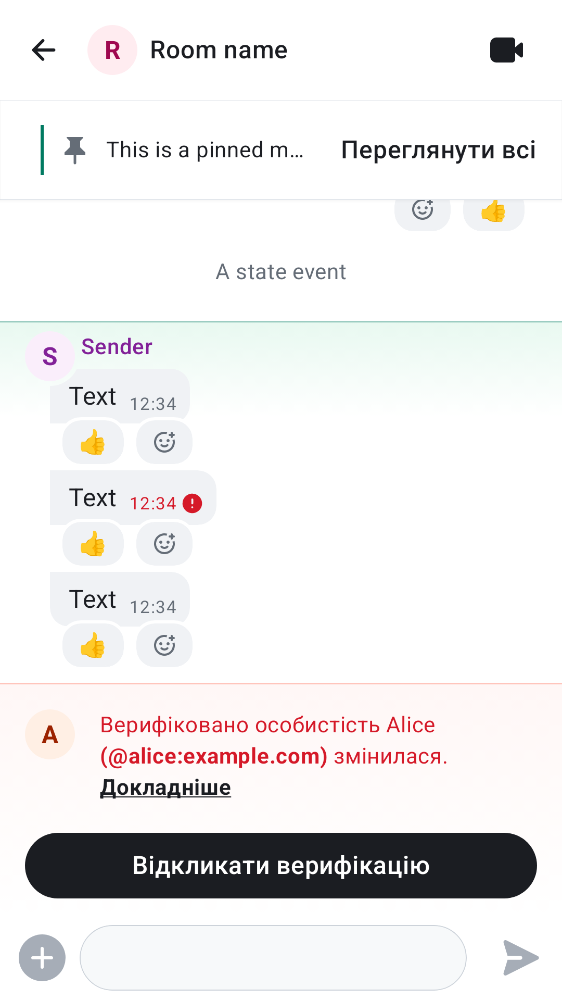 R Room name
This is a pinned m… Переглянути всі
A state event
S Sender
Text 12:34
Text 12:34
Text 12:34
A Верифіковано особистість Alice
(@alice:example.com) змінилася.
Докладніше
Відкликати верифікацію